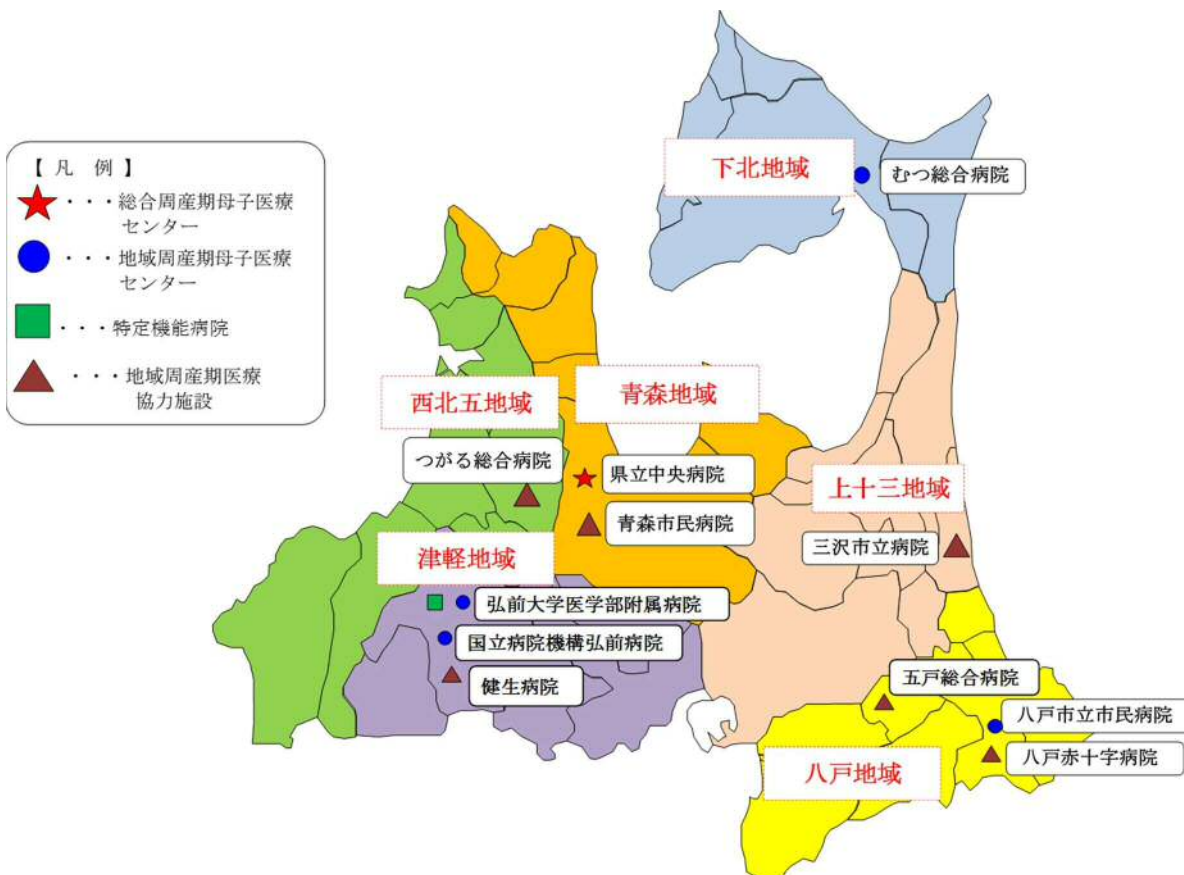 【 凡 例 】
・・・総合周産期母子医療
センター
・・・地域周産期母子医療
センター
・・・特定機能病院
・・・地域周産期医療
協力施設
下北地域
むつ総合病院
西北五地域
青森地域
つがる総合病院
県立中央病院
青森市民病院
上十三地域
三沢市立病院
津軽地域
弘前大学医学部附属病院
国立病院機構弘前病院
健生病院
五戸総合病院
八戸市立市民病院
八戸赤十字病院
八戸地域